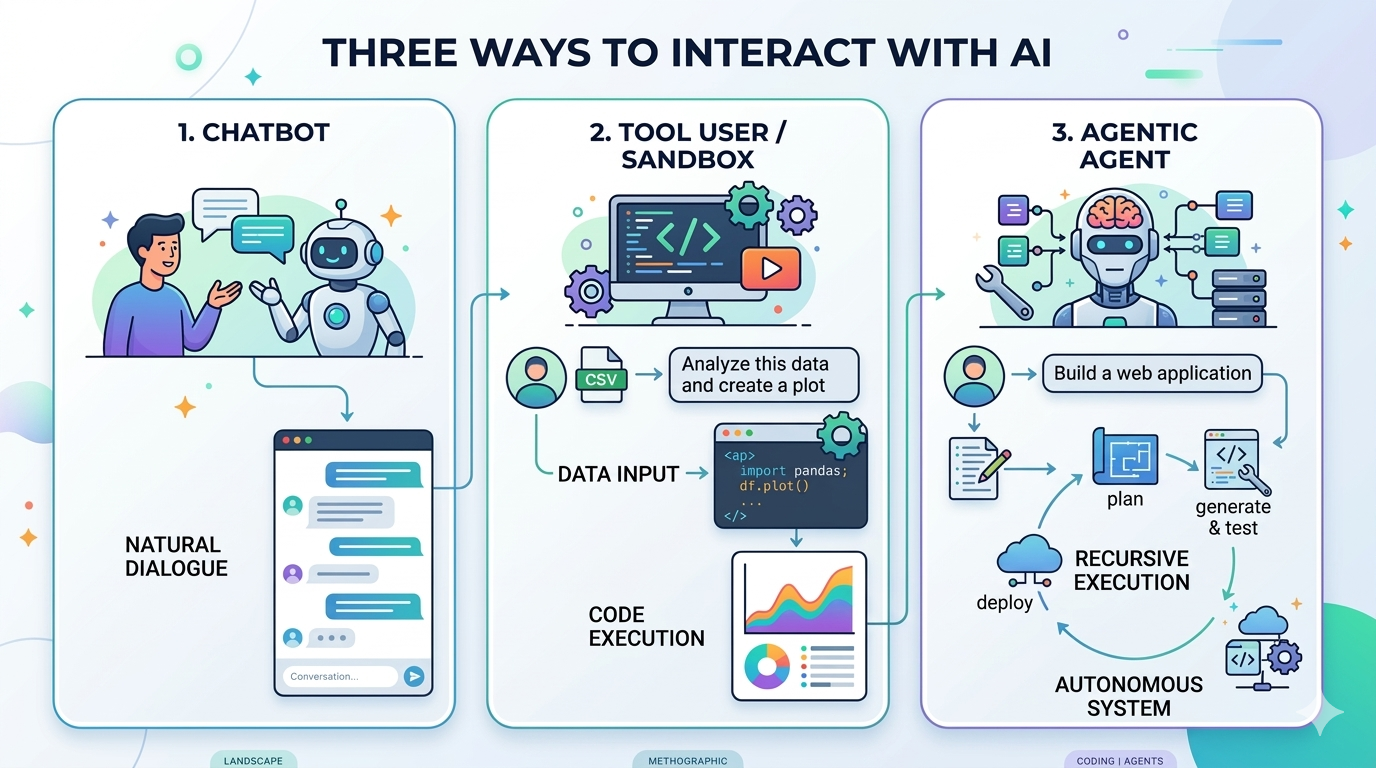 THREE WAYS TO INTERACT WITH AI
1. CHATBOT
NATURAL
DIALOGUE
Conversation...
2. TOOL USER /
SANDBOX
CSV
Analyze this data
and create a plot
DATA INPUT
<ap>
import pandas;
df.plot()
...
</>
CODE
EXECUTION
3. AGENTIC
AGENT
Build a web application
plan
generate
& test
RECURSIVE
EXECUTION
deploy
AUTONOMOUS
SYSTEM
</>
</>
</>
LANDSCAPE
METHOGRAPHIC
CODING | AGENTS